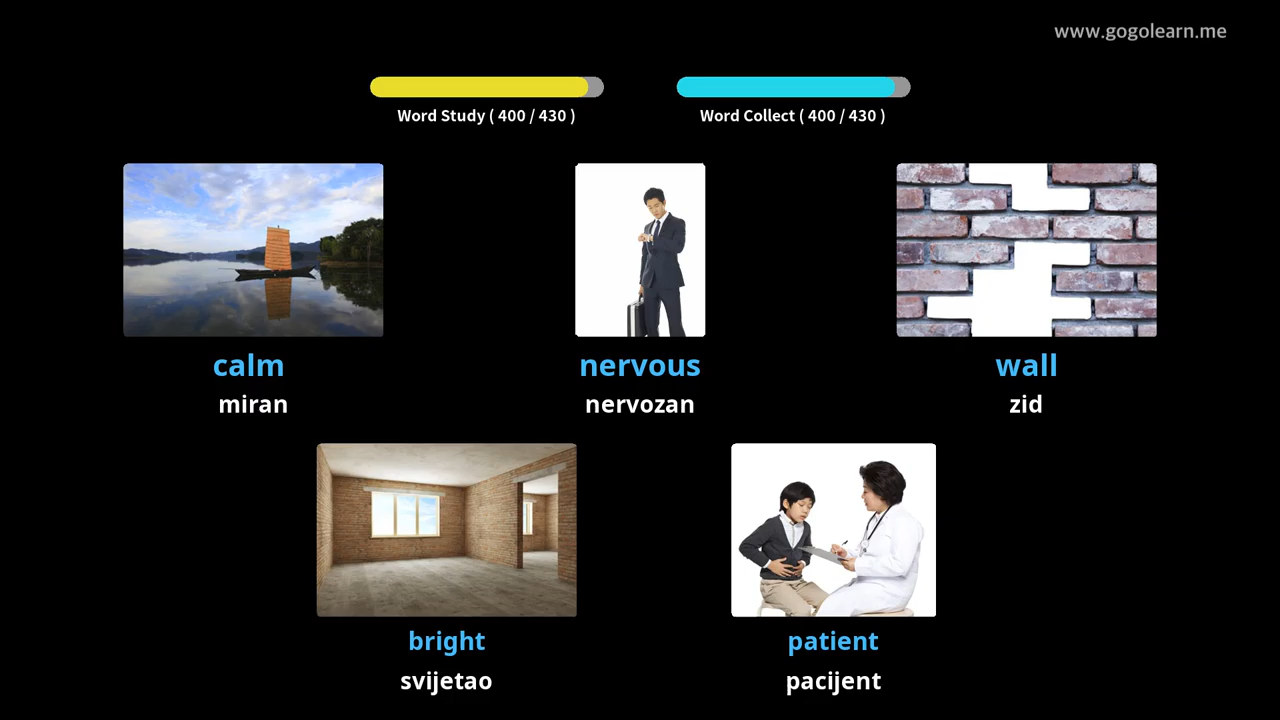 www.gogolearn.me
Word Study ( 400 / 430 )
Word Collect ( 400 / 430 )
calm
miran
nervous
nervozan
wall
zid
bright
svijetao
patient
pacijent